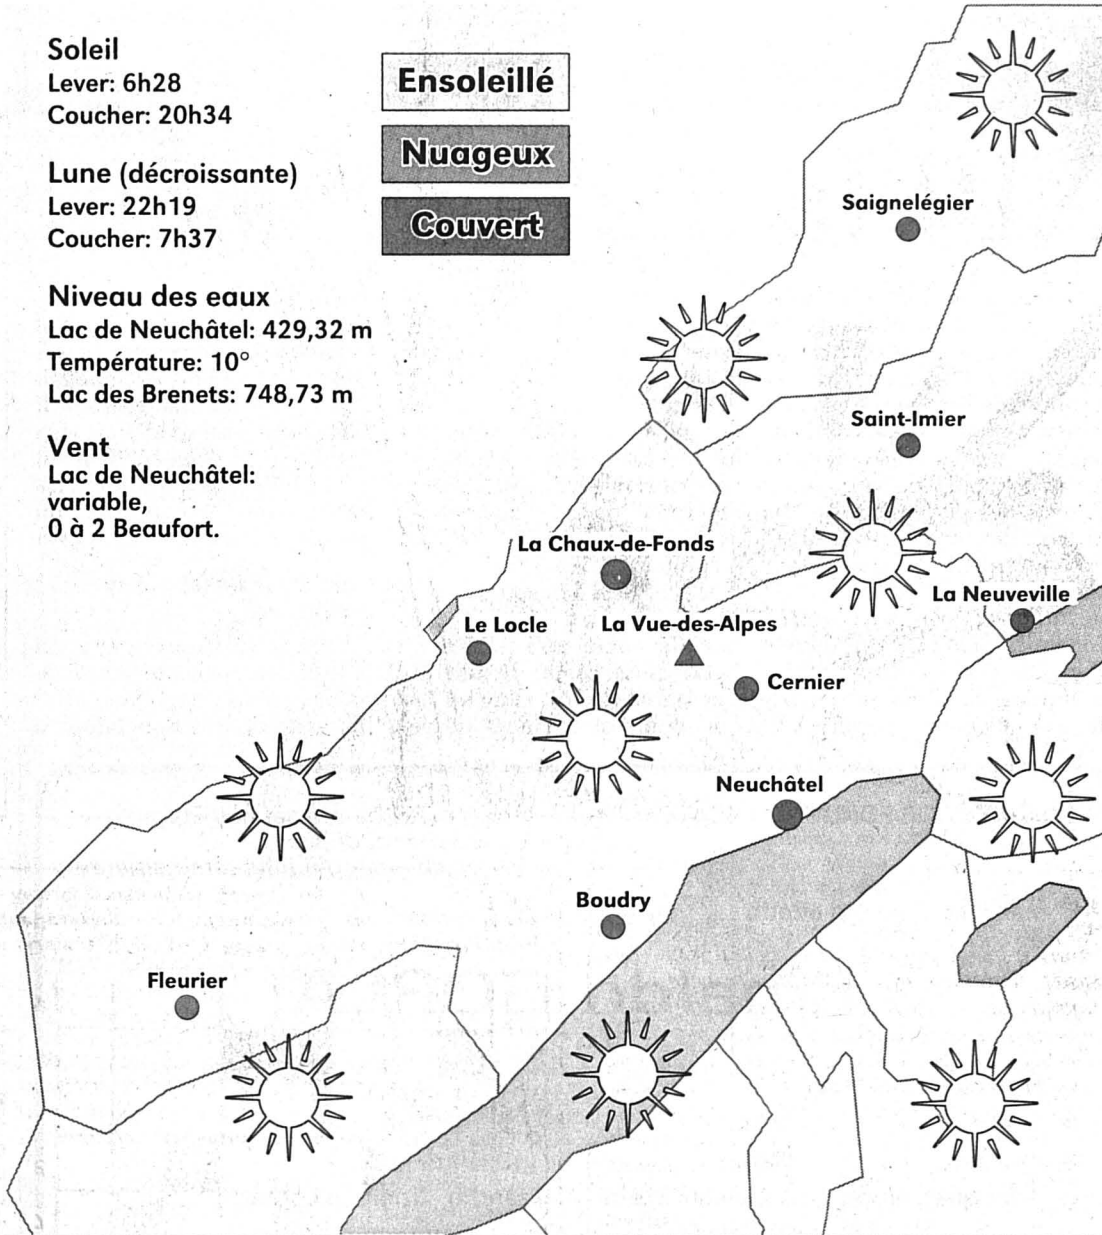 Soleil
Lever: 6h28
Coucher: 20h34
Lune (décroissante)
Lever: 22h19
Coucher: 7h37
Niveau des eaux
Lac de Neuchâtel: 429,32 m
Température: 10°
Lac des Brenets: 748,73 m
Vent
Lac de Neuchâtel:
variable,
0 à 2 Beaufort.
Ensoleillé
Nuageux
Couvert
Saignelégier
Saint-Imier
La Chaux-de-Fonds
La Neuveville
Le Locle
La Vue-des-Alpes
Cernier
Neuchâtel
Boudry
Fleurier